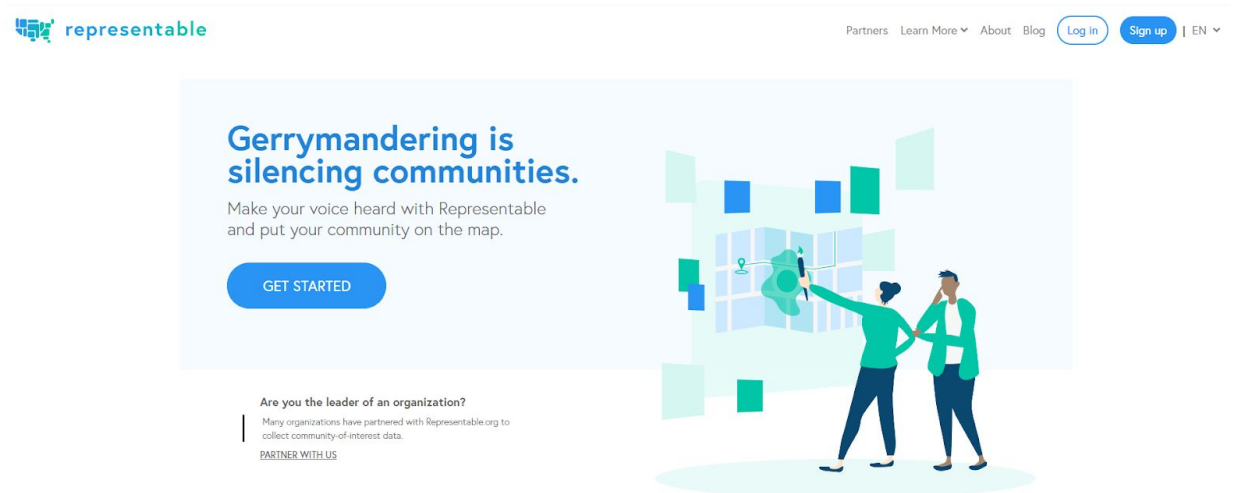 representable
Partners Learn More About Blog Log in Sign up | EN
Gerrymandering is
silencing communities.
Make your voice heard with Representable
and put your community on the map.
GET STARTED
Are you the leader of an organization?
Many organizations have partnered with Representable.org to
collect community-of-interest data.
PARTNER WITH US